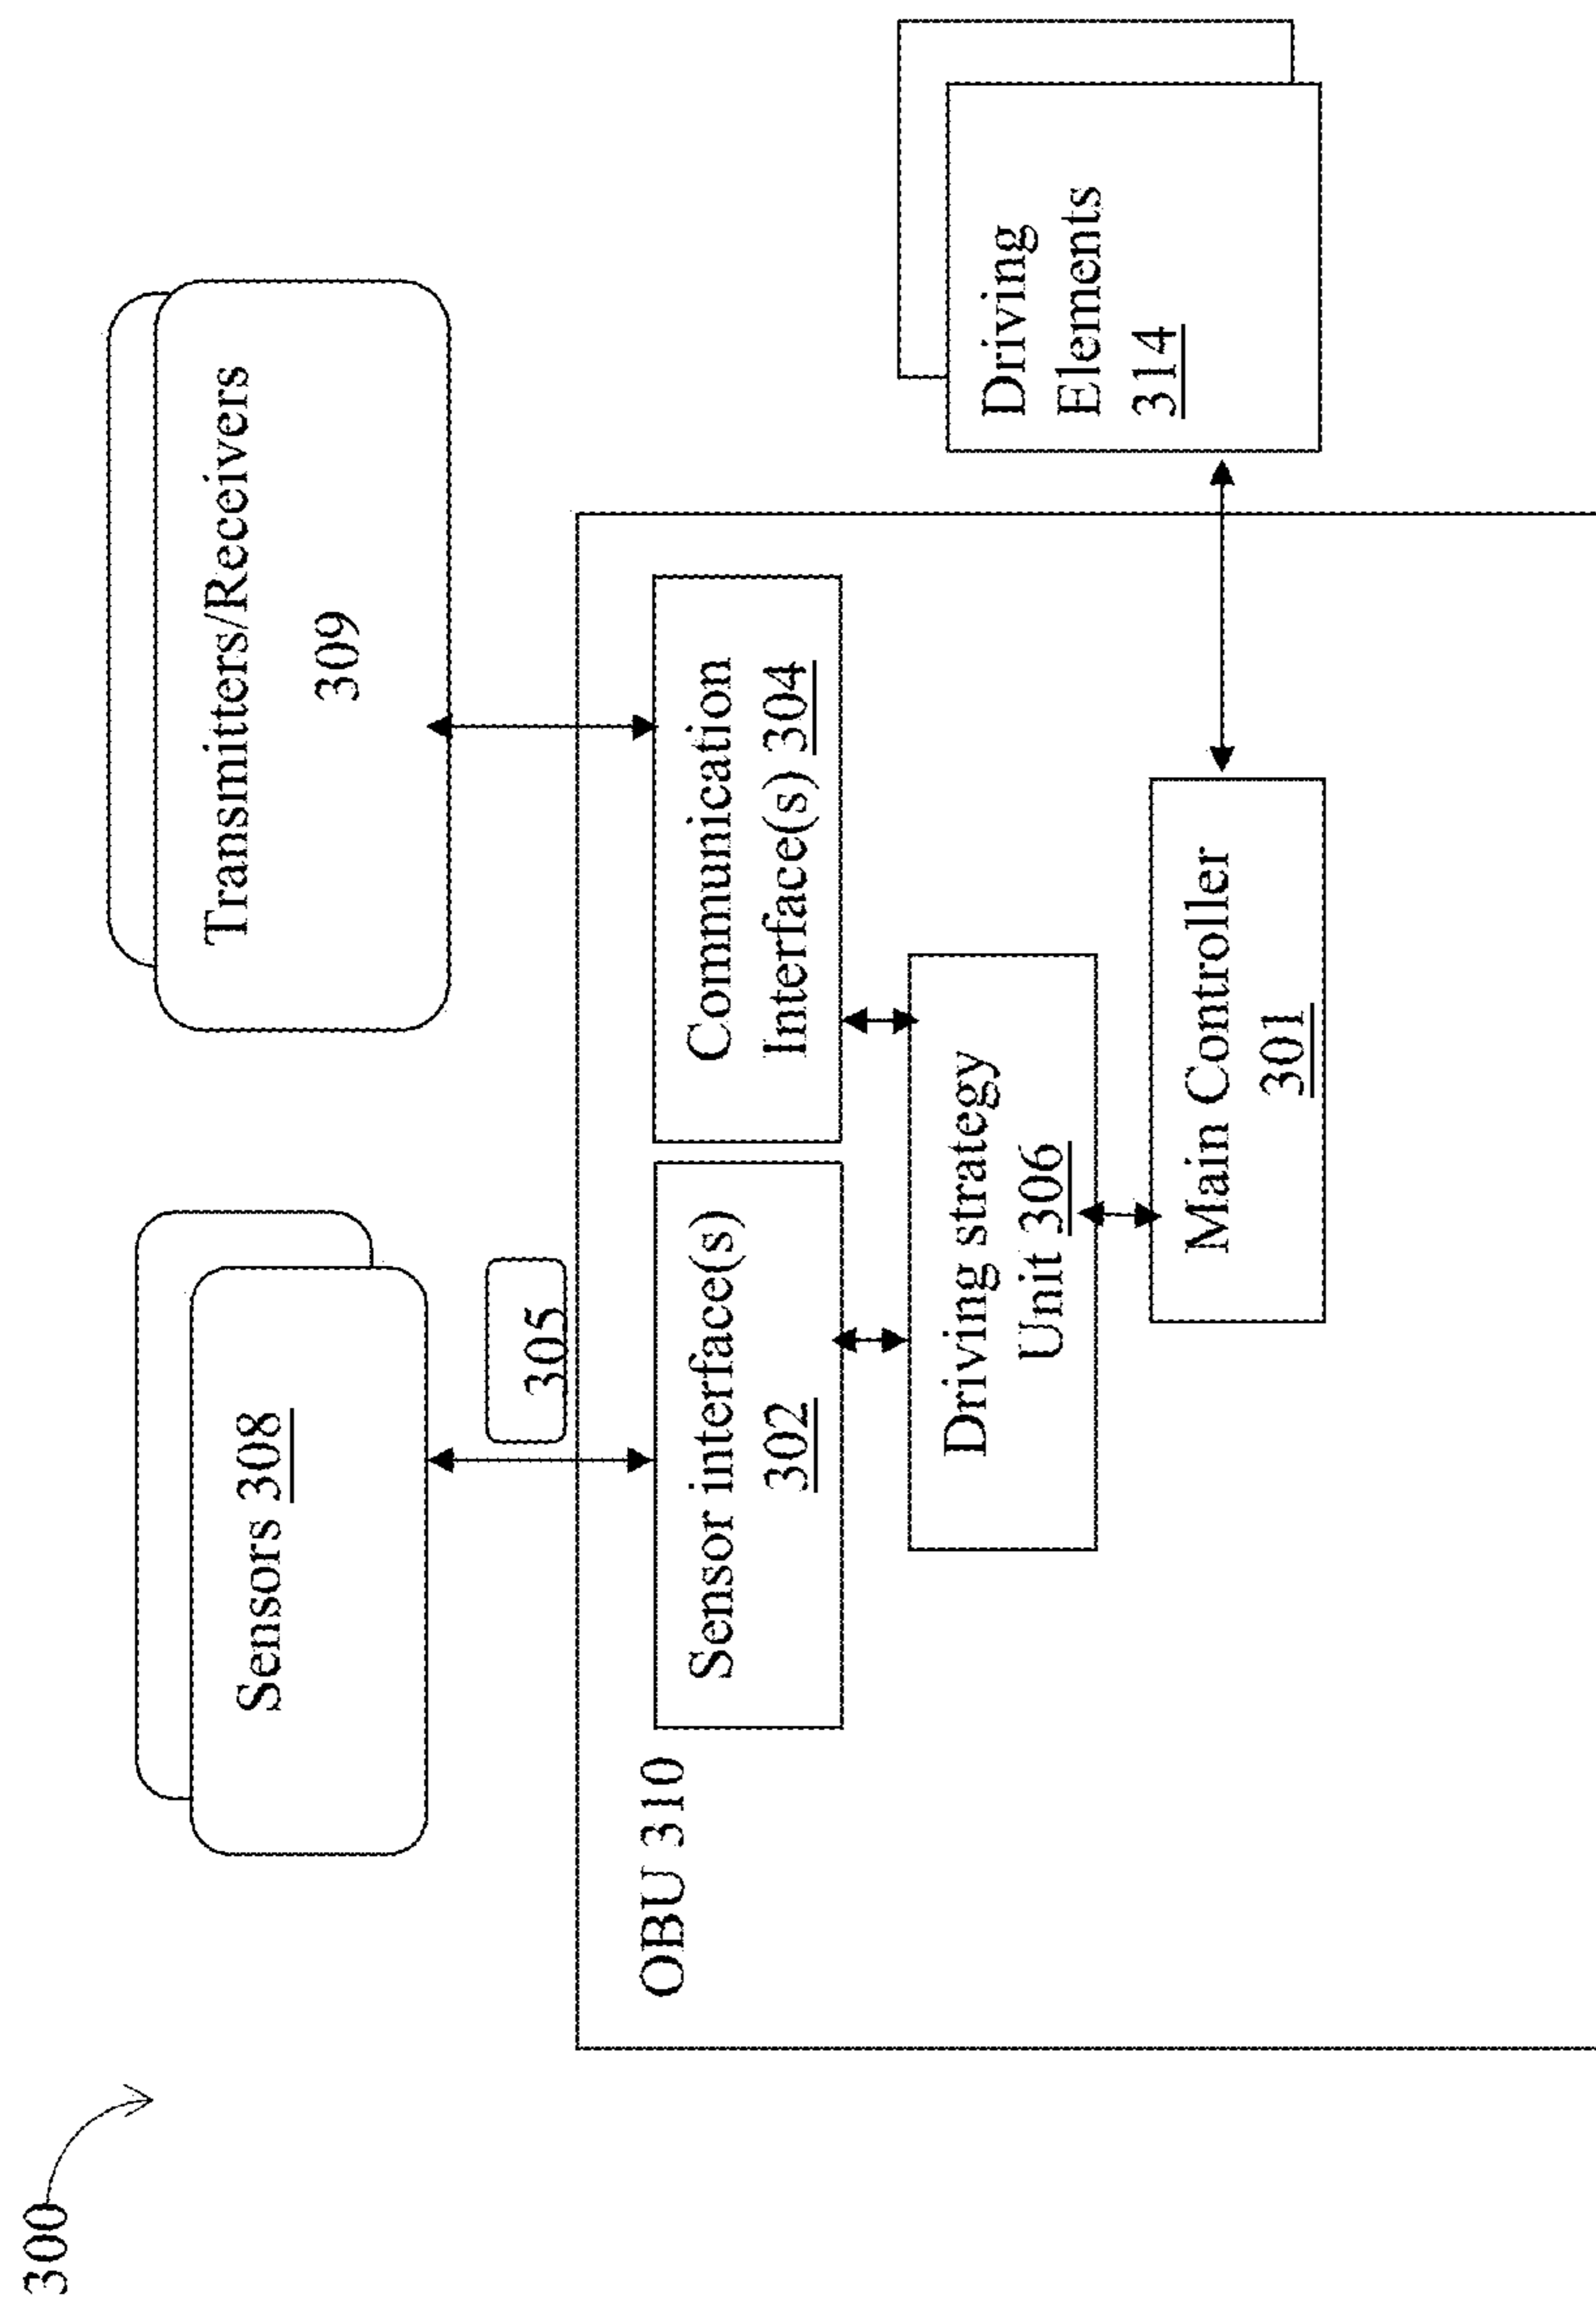 300
Sensors 308
Transmitters/Receivers
309
305
OBU 310
Sensor interface(s)
302
Communication
Interface(s) 304
Driving strategy
Unit 306
Main Controller
301
Driving
Elements
314